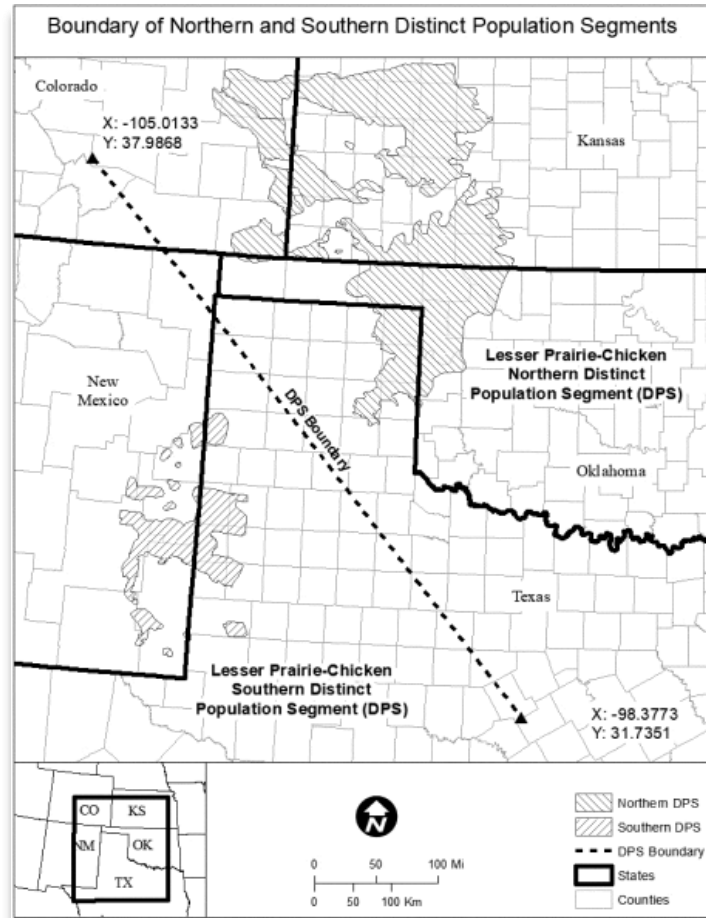 Boundary of Northern and Southern Distinct Population Segments
Colorado
X: -105.0133
Y: 37.9868
Kansas
Lesser Prairie-Chicken
Northern Distinct
Population Segment (DPS)
New
Mexico
DPS Boundary
Oklahoma
Texas
Lesser Prairie-Chicken
Southern Distinct
Population Segment (DPS)
X: -98.3773
Y: 31.7351
CO
KS
NM
OK
TX
N
0 50 100 Mi
0 50 100 Km
Northern DPS
Southern DPS
DPS Boundary
States
Counties